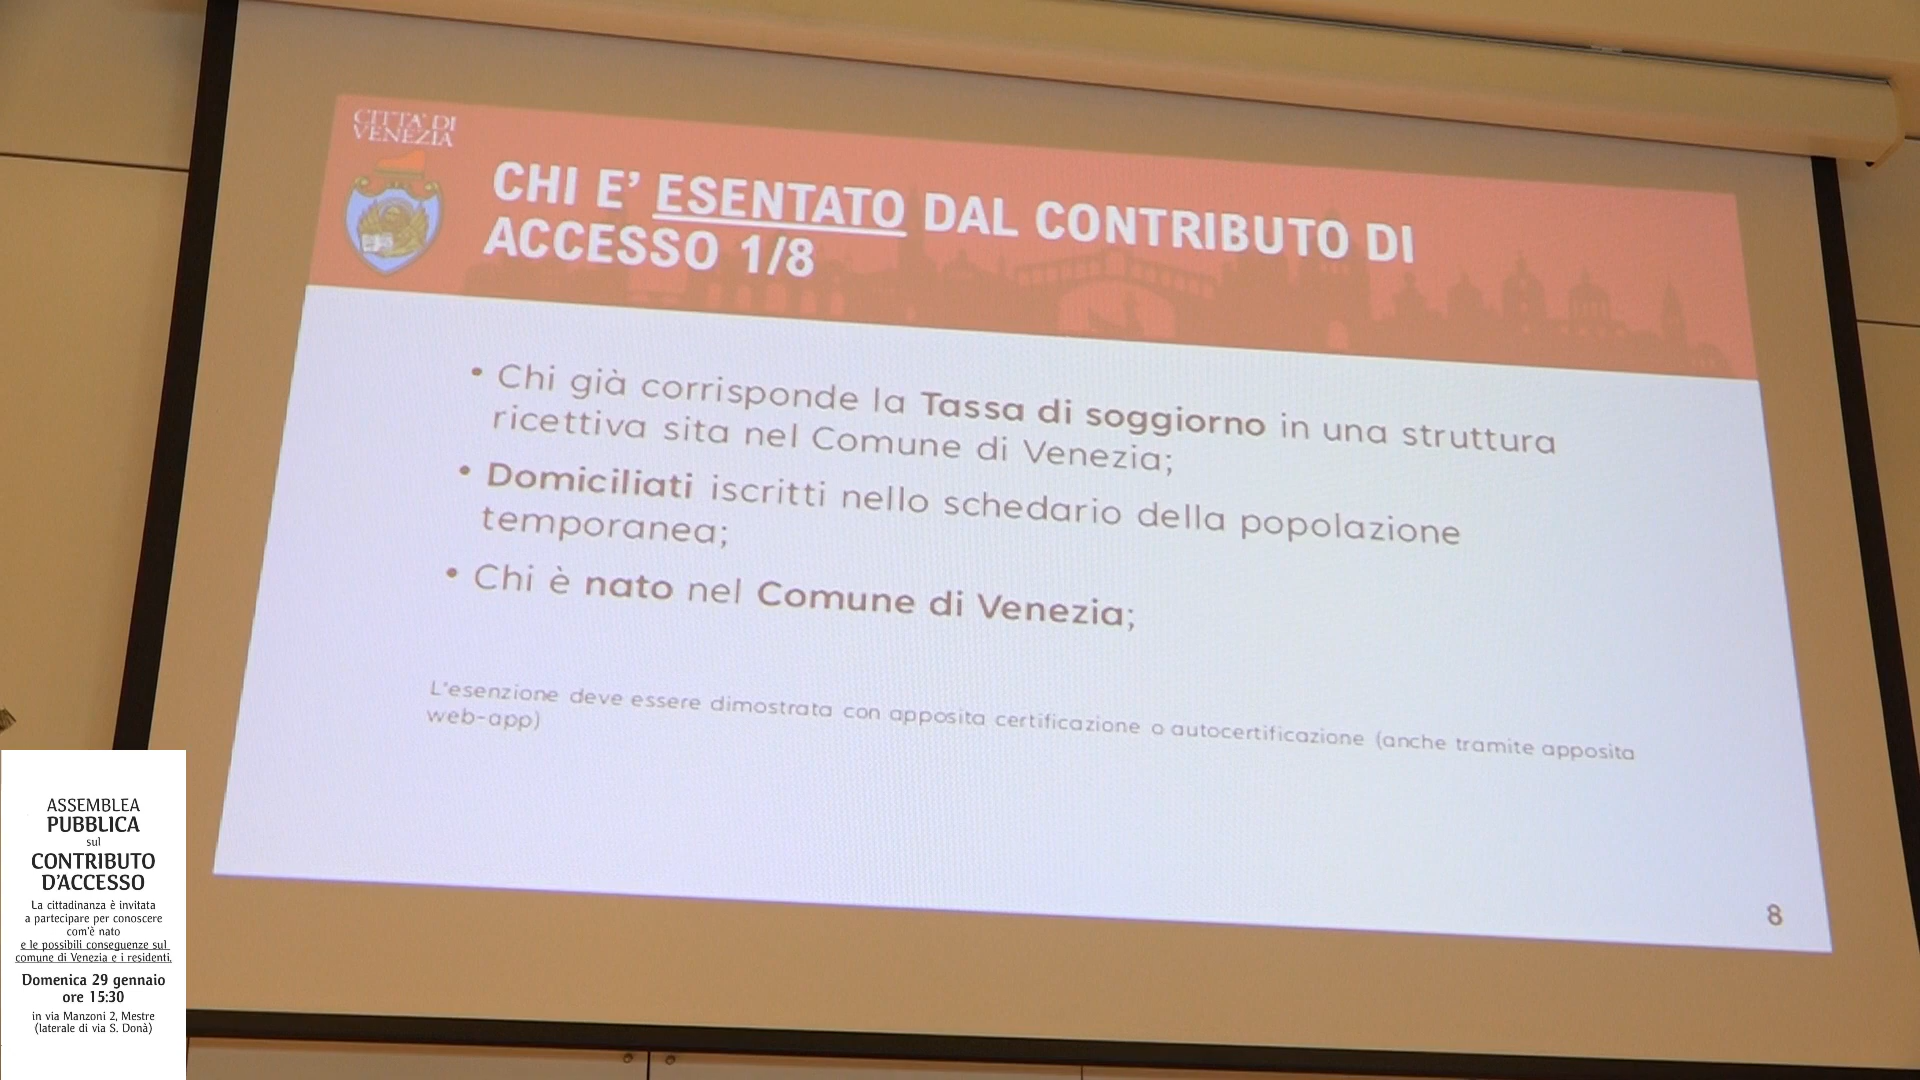 CITTA' DI
VENEZIA
CHI E' ESENTATO DAL CONTRIBUTO DI
ACCESSO 1/8
• Chi già corrisponde la Tassa di soggiorno in una struttura
ricettiva sita nel Comune di Venezia;
• Domiciliati iscritti nello schedario della popolazione
temporanea;
• Chi è nato nel Comune di Venezia;
L'esenzione deve essere dimostrata con apposita certificazione o autocertificazione (anche tramite apposita
web-app)
8
ASSEMBLEA
PUBBLICA
sul
CONTRIBUTO
D'ACCESSO
La cittadinanza è invitata
a partecipare per conoscere
com'è nato
e le possibili conseguenze sul
comune di Venezia e i residenti.
Domenica 29 gennaio
ore 15:30
in via Manzoni 2, Mestre
(laterale di via S. Donà)